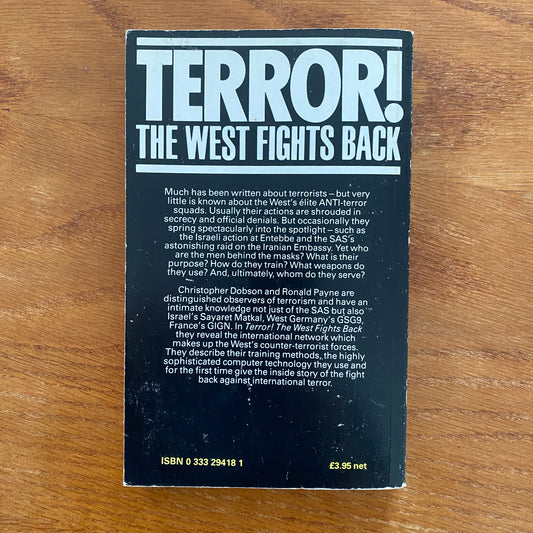 TERROR!
THE WEST FIGHTS BACK
Much has been written about terrorists – but very
little is known about the West's élite ANTI-terror
squads. Usually their actions are shrouded in
secrecy and official denials. But occasionally they
spring spectacularly into the spotlight – such as
the Israeli action at Entebbe and the SAS's
astonishing raid on the Iranian Embassy. Yet who
are the men behind the masks? What is their
purpose? How do they train? What weapons do
they use? And, ultimately, whom do they serve?
Christopher Dobson and Ronald Payne are
distinguished observers of terrorism and have an
intimate knowledge not just of the SAS but also
Israel's Sayaret Matkal, West Germany's GSG9,
France's GIGN. In Terror! The West Fights Back
they reveal the international network which
makes up the West's counter-terrorist forces.
They describe their training methods, the highly
sophisticated computer technology they use and
for the first time give the inside story of the fight
back against international terror.
ISBN 0 333 29418 1
£3.95 net